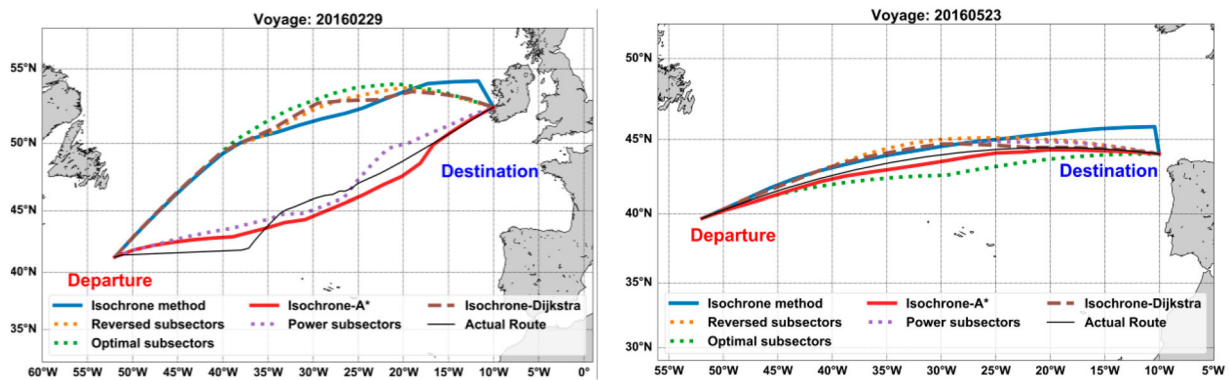 Voyage: 20160229
55°N
50°N
45°N
40°N
35°N
Destination
Departure
Isochrone method
Isochrone-A*
Isochrone-Dijkstra
Reversed subsectors
Power subsectors
Actual Route
Optimal subsectors
60°W 55°W 50°W 45°W 40°W 35°W 30°W 25°W 20°W 15°W 10°W 5°W 0°
Voyage: 20160523
50°N
45°N
40°N
35°N
30°N
Destination
Departure
Isochrone method
Isochrone-A*
Isochrone-Dijkstra
Reversed subsectors
Power subsectors
Actual Route
Optimal subsectors
55°W 50°W 45°W 40°W 35°W 30°W 25°W 20°W 15°W 10°W 5°W